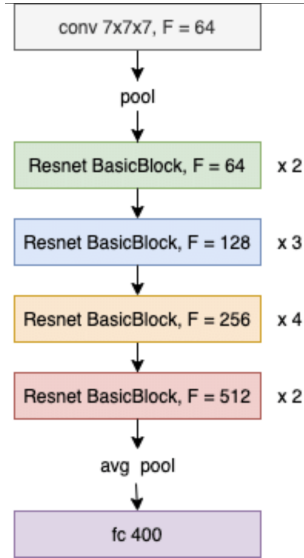 conv 7x7x7, F = 64
pool
Resnet BasicBlock, F = 64 x 2
Resnet BasicBlock, F = 128 x 3
Resnet BasicBlock, F = 256 x 4
Resnet BasicBlock, F = 512 x 2
avg pool
fc 400